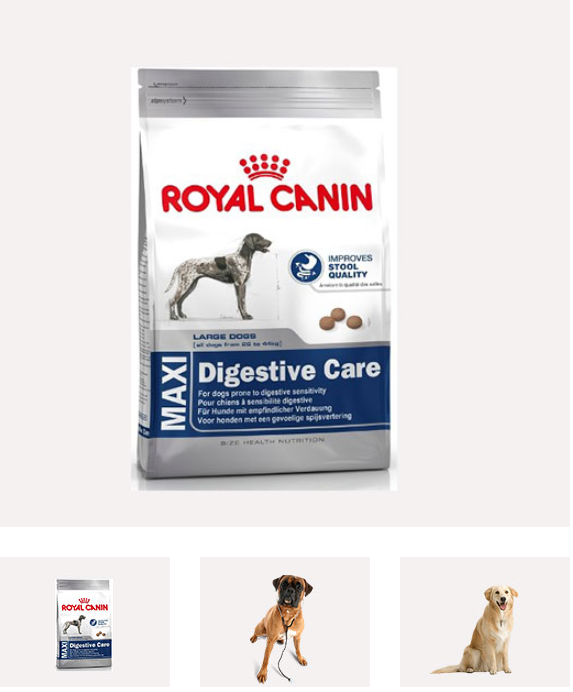 ROYAL CANIN
IMPROVES
STOOL
QUALITY
LARGE DOGS
MAXI
Digestive Care
For dogs prone to digestive sensitivity
Pour chiens à sensibilité digestive
Für Hunde mit empfindlicher Verdauung
Voor honden met een gevoelige spijsvertering
SIZE HEALTH NUTRITION
ROYAL CANIN
MAXI
Digestive Care